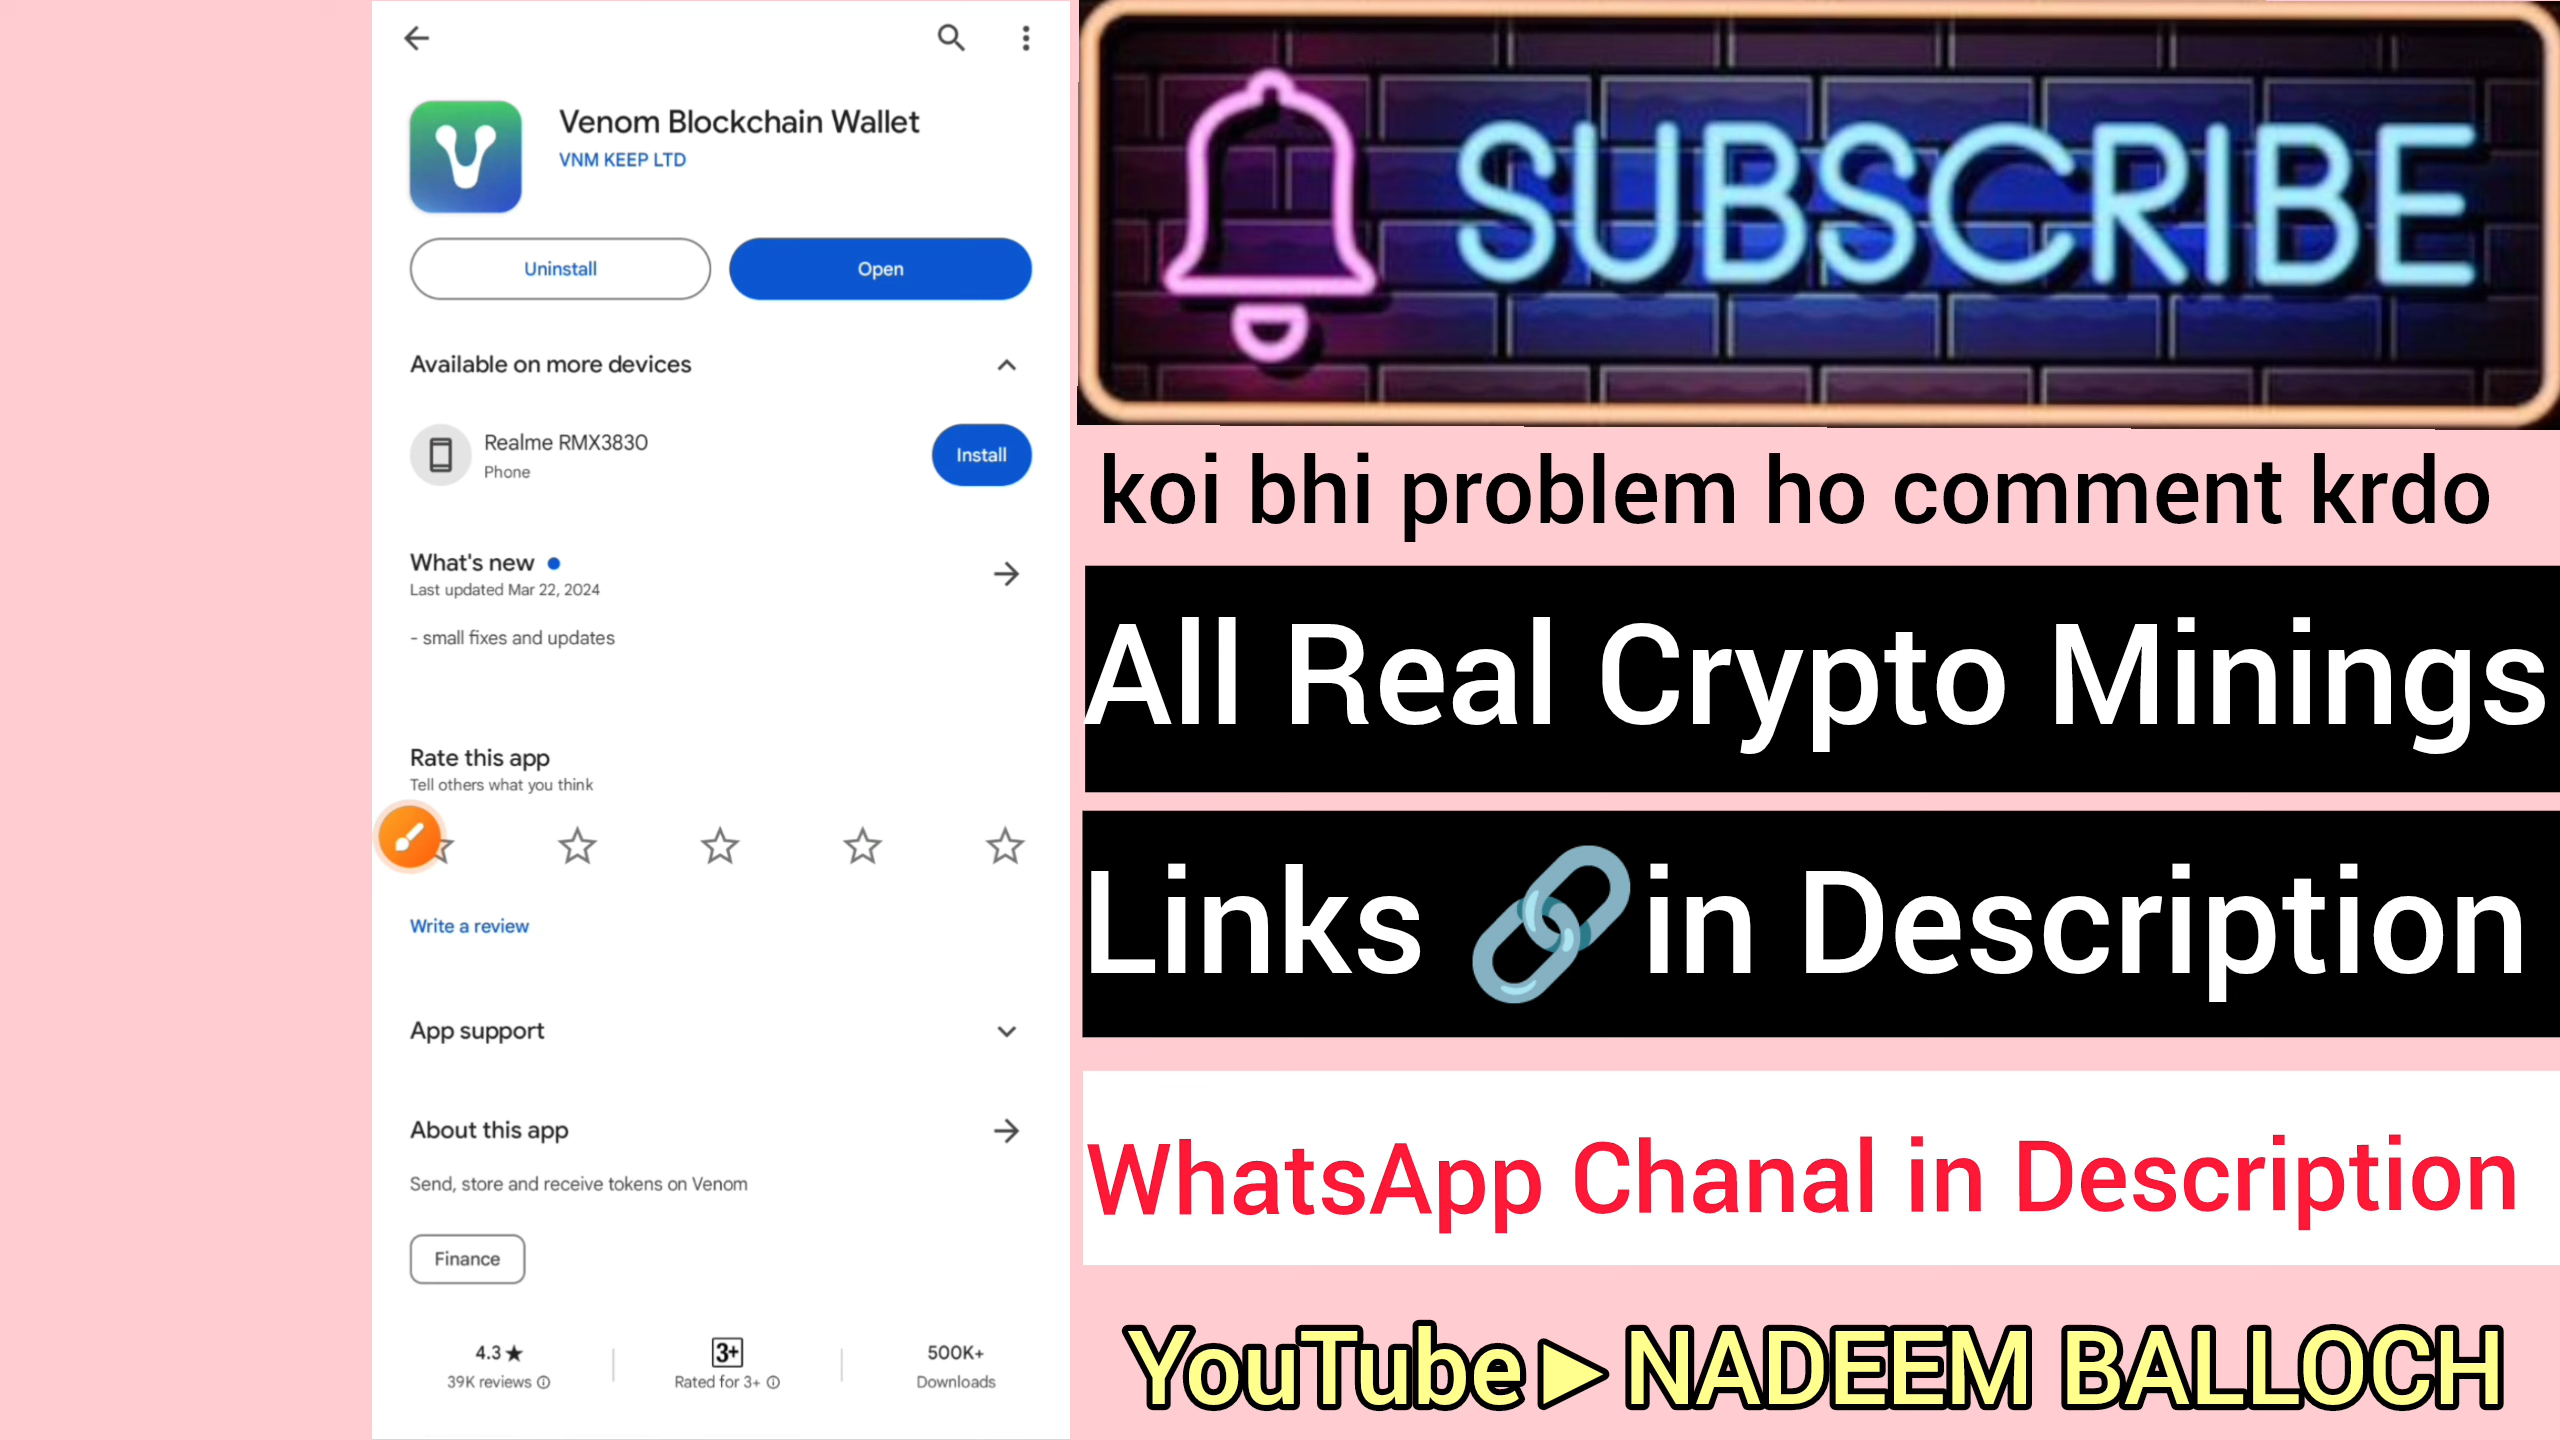 Venom Blockchain Wallet
VNM KEEP LTD
Uninstall
Open
Available on more devices
Realme RMX3830
Phone
Install
What's new
Last updated Mar 22, 2024
- small fixes and updates
Rate this app
Tell others what you think
Write a review
App support
About this app
Send, store and receive tokens on Venom
Finance
4.3★
39K reviews
3+
Rated for 3+
500K+
Downloads
SUBSCRIBE
koi bhi problem ho comment krdo
All Real Crypto Minings
Links 🔗in Description
WhatsApp Chanal in Description
YouTube►NADEEM BALLOCH